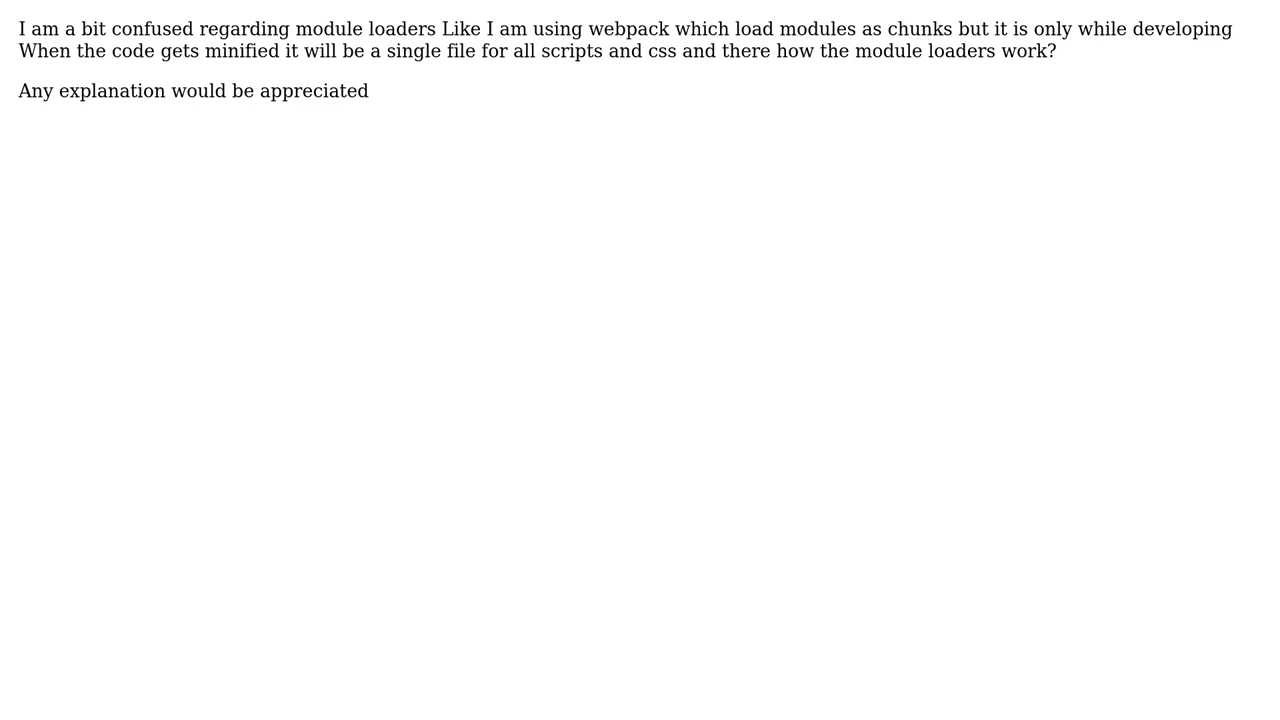 I am a bit confused regarding module loaders Like I am using webpack which load modules as chunks but it is only while developing
When the code gets minified it will be a single file for all scripts and css and there how the module loaders work?
Any explanation would be appreciated